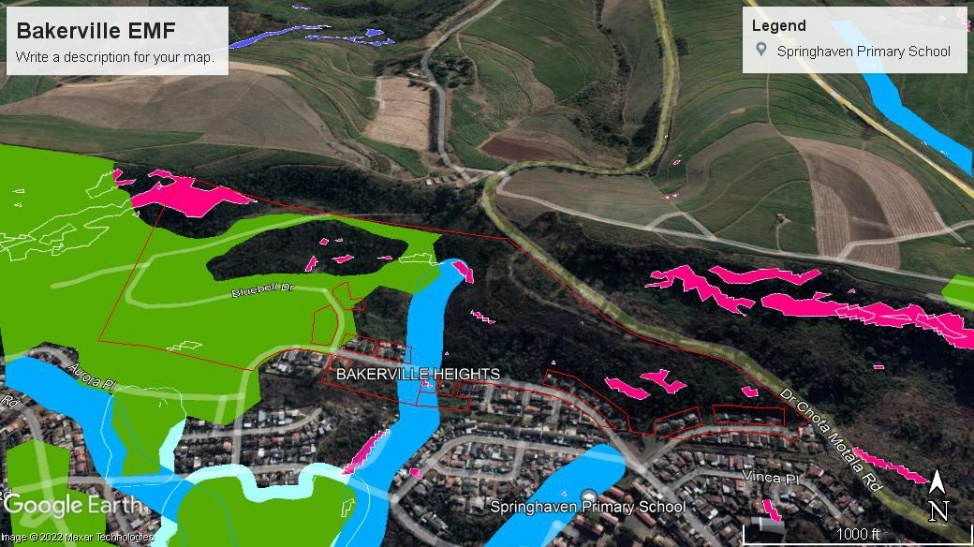 Bakerville EMF
Write a description for your map.
Legend
Springhaven Primary School
Bluebell Dr
BAKERVILLE HEIGHTS
Aurora Pl
Rd
Dr Chota Motala Rd
Vinca Pl
Springhaven Primary School
Google Earth
Image © 2022 Maxar Technologies
N
1000 ft